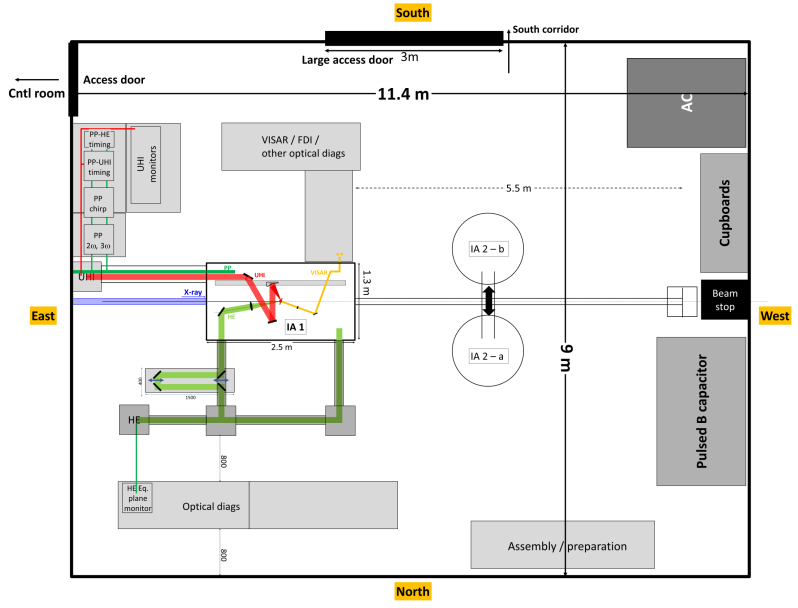 South
South corridor
Large access door
3m
Access door
Cntl room
11.4 m
AC
PP-HE
timing
PP-UHI
timing
PP
chirp
PP
2ω, 3ω
UHI
monitors
VISAR / FDI /
other optical diags
5.5 m
Cupboards
IA 2 – b
UHI
PP
UHI
VISAR
1.3 m
X-ray
HE
IA 1
2.5 m
Beam
stop
East
West
IA 2 – a
9 m
400
1500
HE
Pulsed B capacitor
800
HE Eq.
plane
monitor
Optical diags
800
Assembly / preparation
North